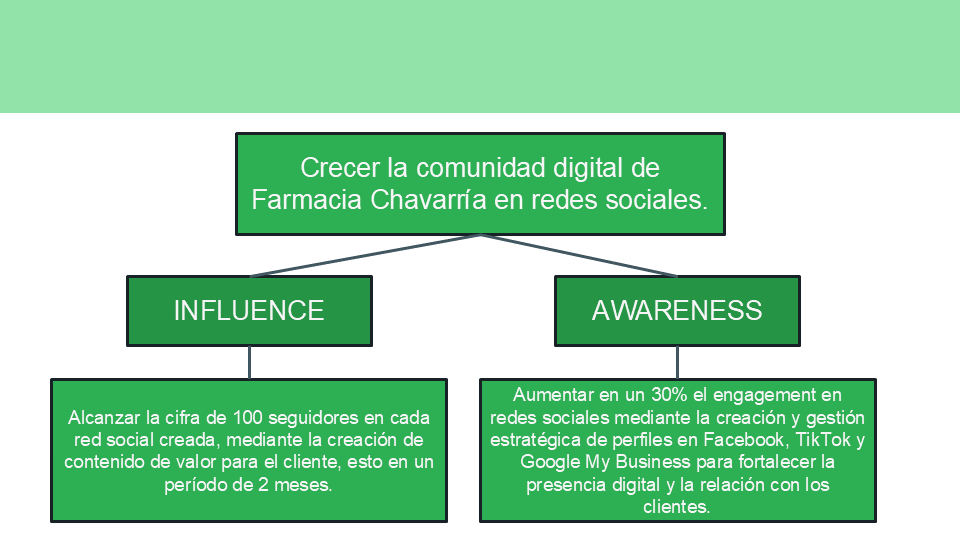 Crecer la comunidad digital de
Farmacia Chavarría en redes sociales.
INFLUENCE
AWARENESS
Alcanzar la cifra de 100 seguidores en cada
red social creada, mediante la creación de
contenido de valor para el cliente, esto en un
período de 2 meses.
Aumentar en un 30% el engagement en
redes sociales mediante la creación y gestión
estratégica de perfiles en Facebook, TikTok y
Google My Business para fortalecer la
presencia digital y la relación con los
clientes.